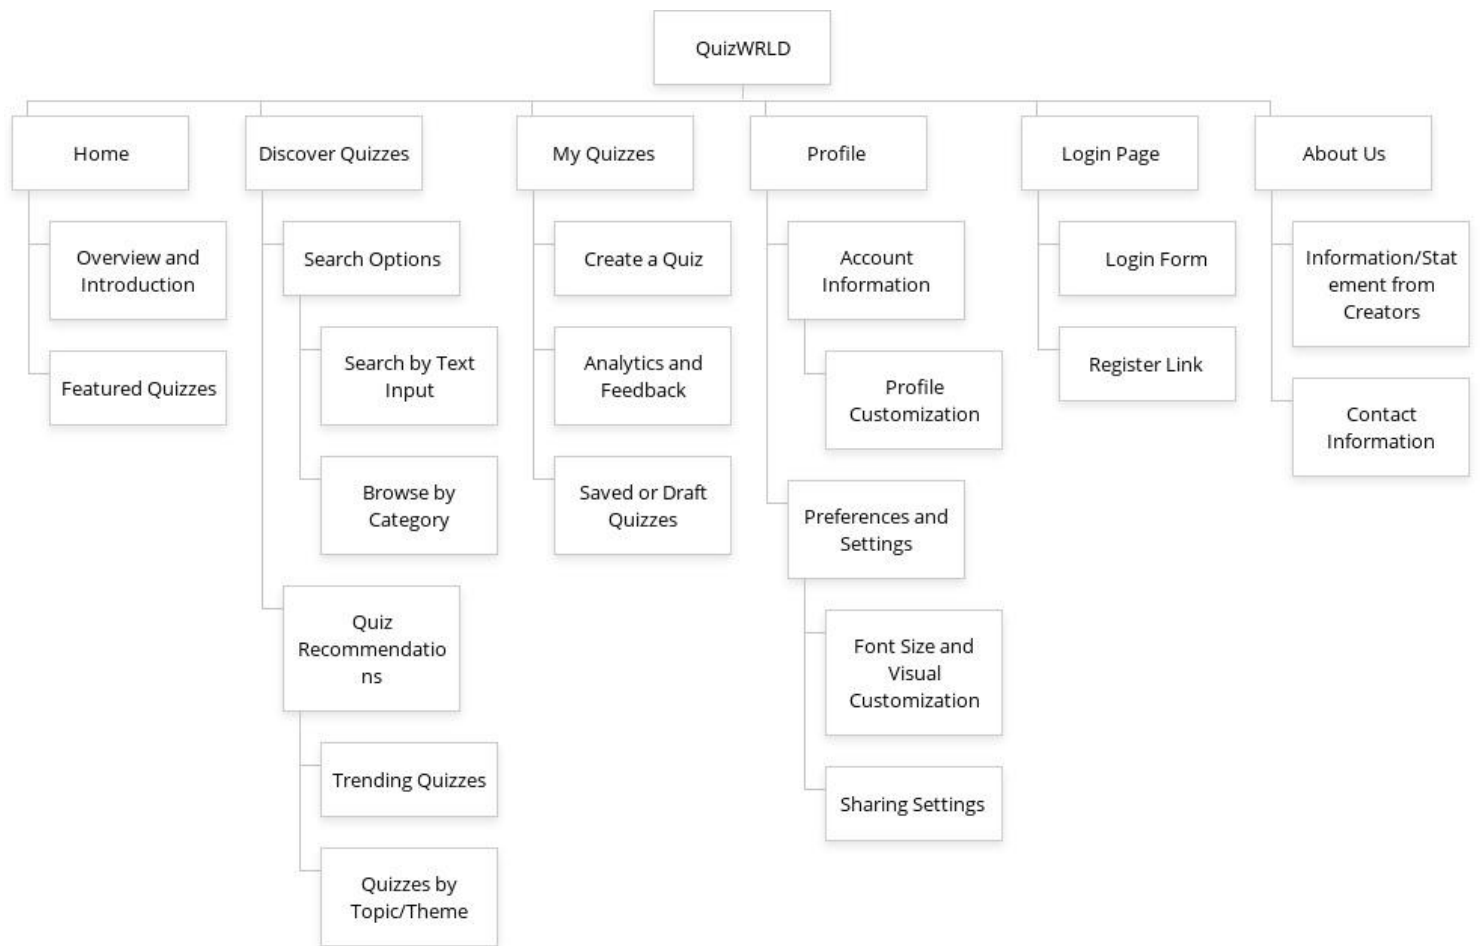 QuizWRLD
Home
Discover Quizzes
My Quizzes
Profile
Login Page
About Us
Overview and
Introduction
Featured Quizzes
Search Options
Search by Text
Input
Browse by
Category
Quiz
Recommendatio
ns
Trending Quizzes
Quizzes by
Topic/Theme
Create a Quiz
Analytics and
Feedback
Saved or Draft
Quizzes
Account
Information
Profile
Customization
Preferences and
Settings
Font Size and
Visual
Customization
Sharing Settings
Login Form
Register Link
Information/Stat
ement from
Creators
Contact
Information